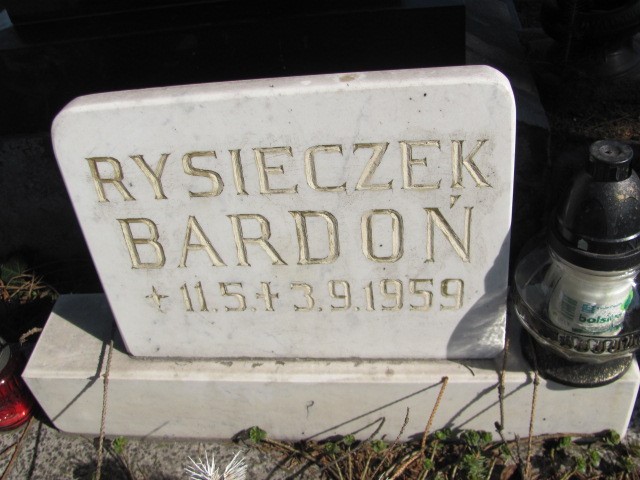 RYSIECZEK
BARDOŃ
+ 11.5.+ 3.9.1959